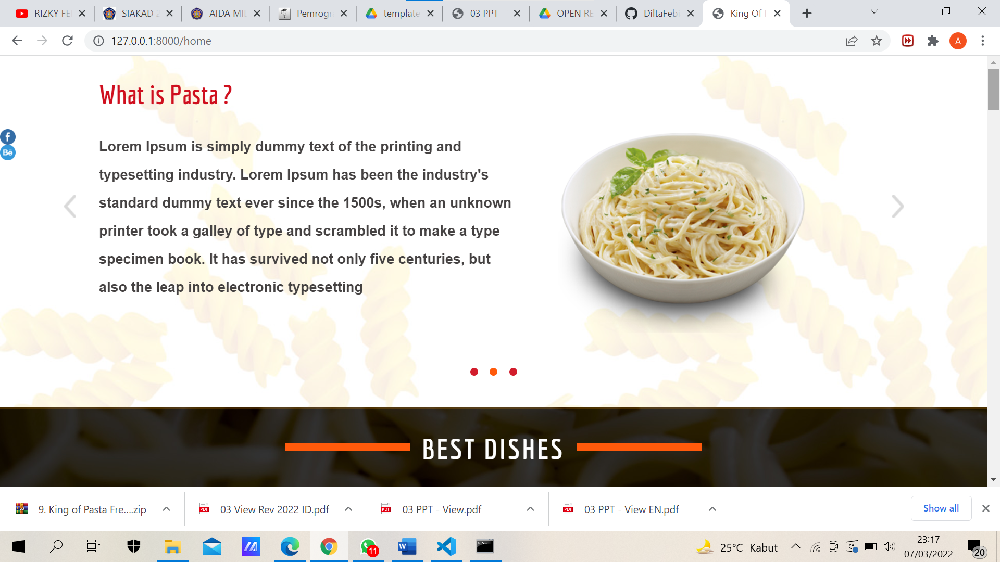 RIZKY FE
SIAKAD 2
AIDA MIL
Pemrogr
template
03 PPT -
OPEN RE
DiltaFebi
King Of P
127.0.0.1:8000/home
A
What is Pasta ?
f
Bē
Lorem Ipsum is simply dummy text of the printing and
typesetting industry. Lorem Ipsum has been the industry's
standard dummy text ever since the 1500s, when an unknown
printer took a galley of type and scrambled it to make a type
specimen book. It has survived not only five centuries, but
also the leap into electronic typesetting
BEST DISHES
9. King of Pasta Fre....zip
PDF
03 View Rev 2022 ID.pdf
PDF
03 PPT - View.pdf
PDF
03 PPT - View EN.pdf
Show all
11
W
25°C Kabut
23:17
07/03/2022
20